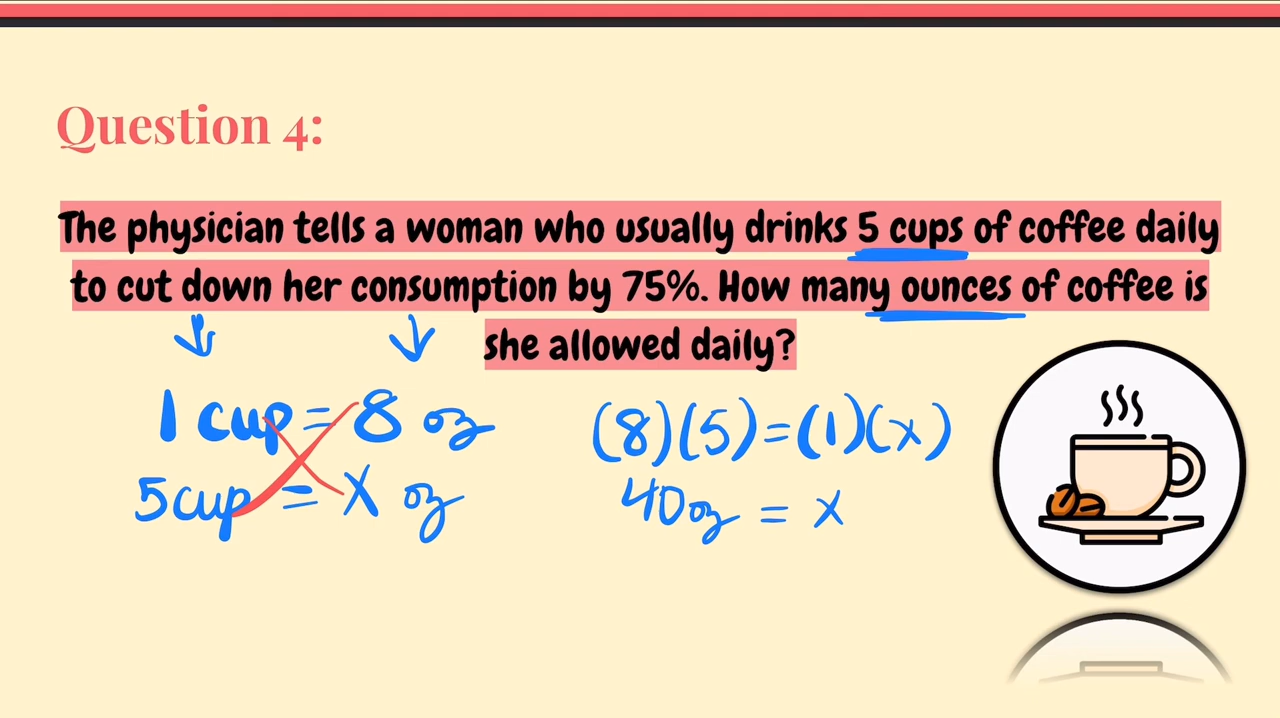 Question 4:
The physician tells a woman who usually drinks 5 cups of coffee daily
to cut down her consumption by 75%. How many ounces of coffee is
she allowed daily?
1 cup = 8 oz
5cup = x oz
(8)(5)=(1)(x)
40oz = x